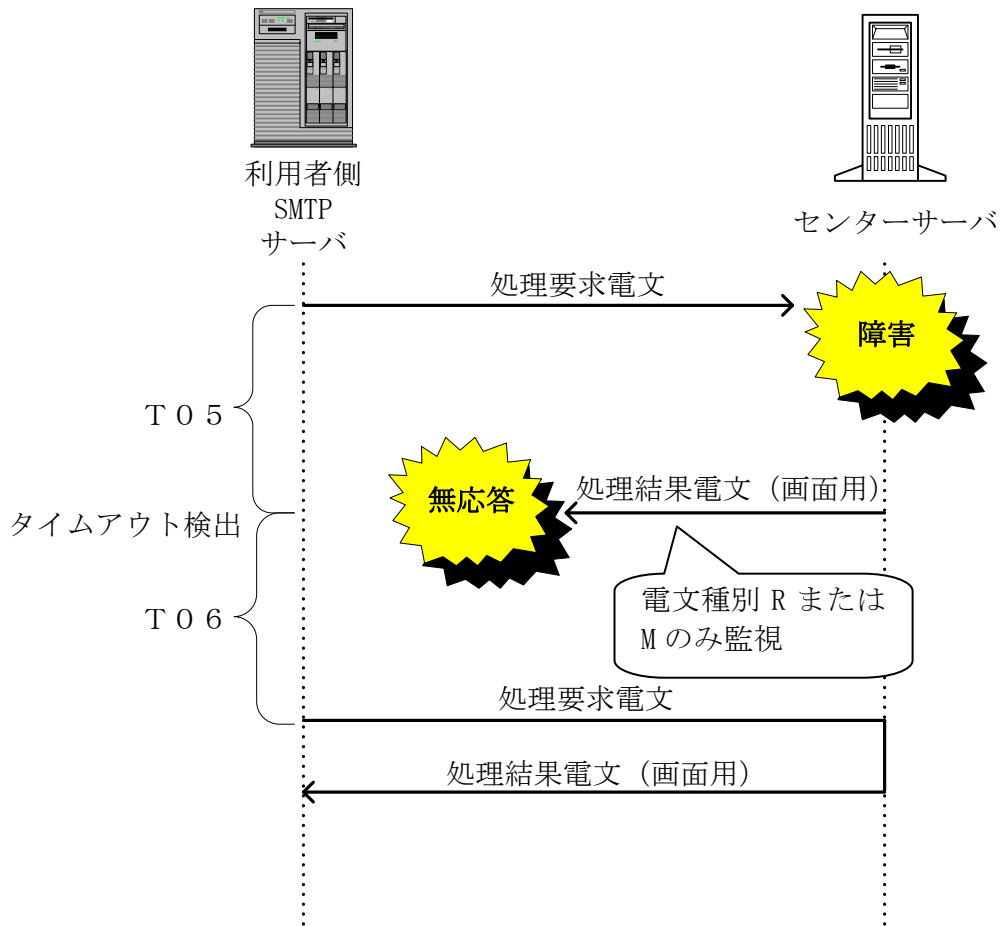 利用者側
SMTP
サーバ
センターサーバ
処理要求電文
障害
Ｔ０５
無応答
処理結果電文（画面用）
タイムアウト検出
電文種別 R または
M のみ監視
Ｔ０６
処理要求電文
処理結果電文（画面用）